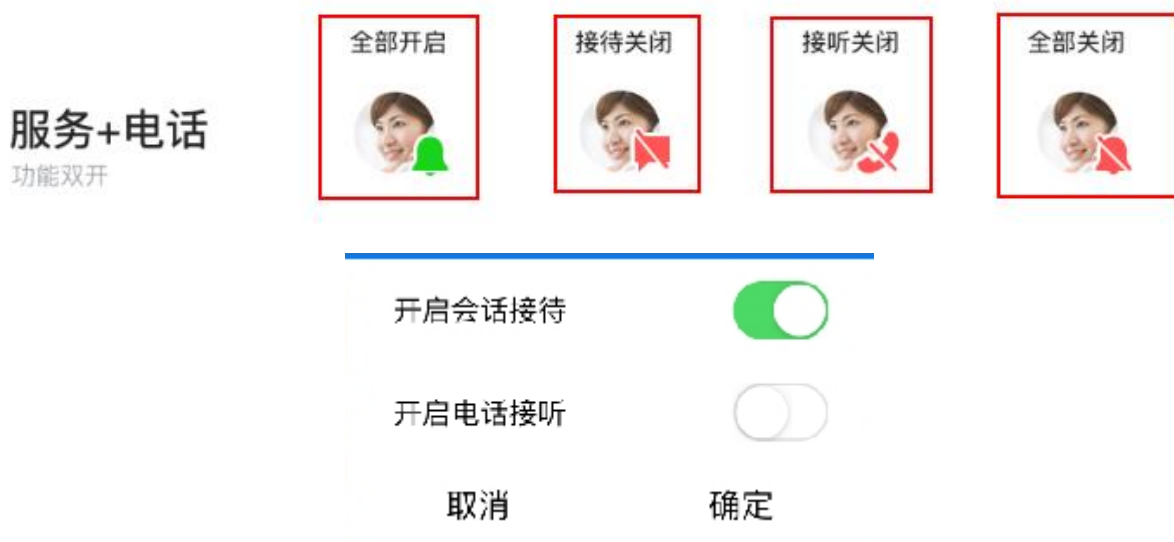 全部开启 接待关闭 接听关闭 全部关闭
服务+电话
功能双开
开启会话接待
开启电话接听
取消 确定